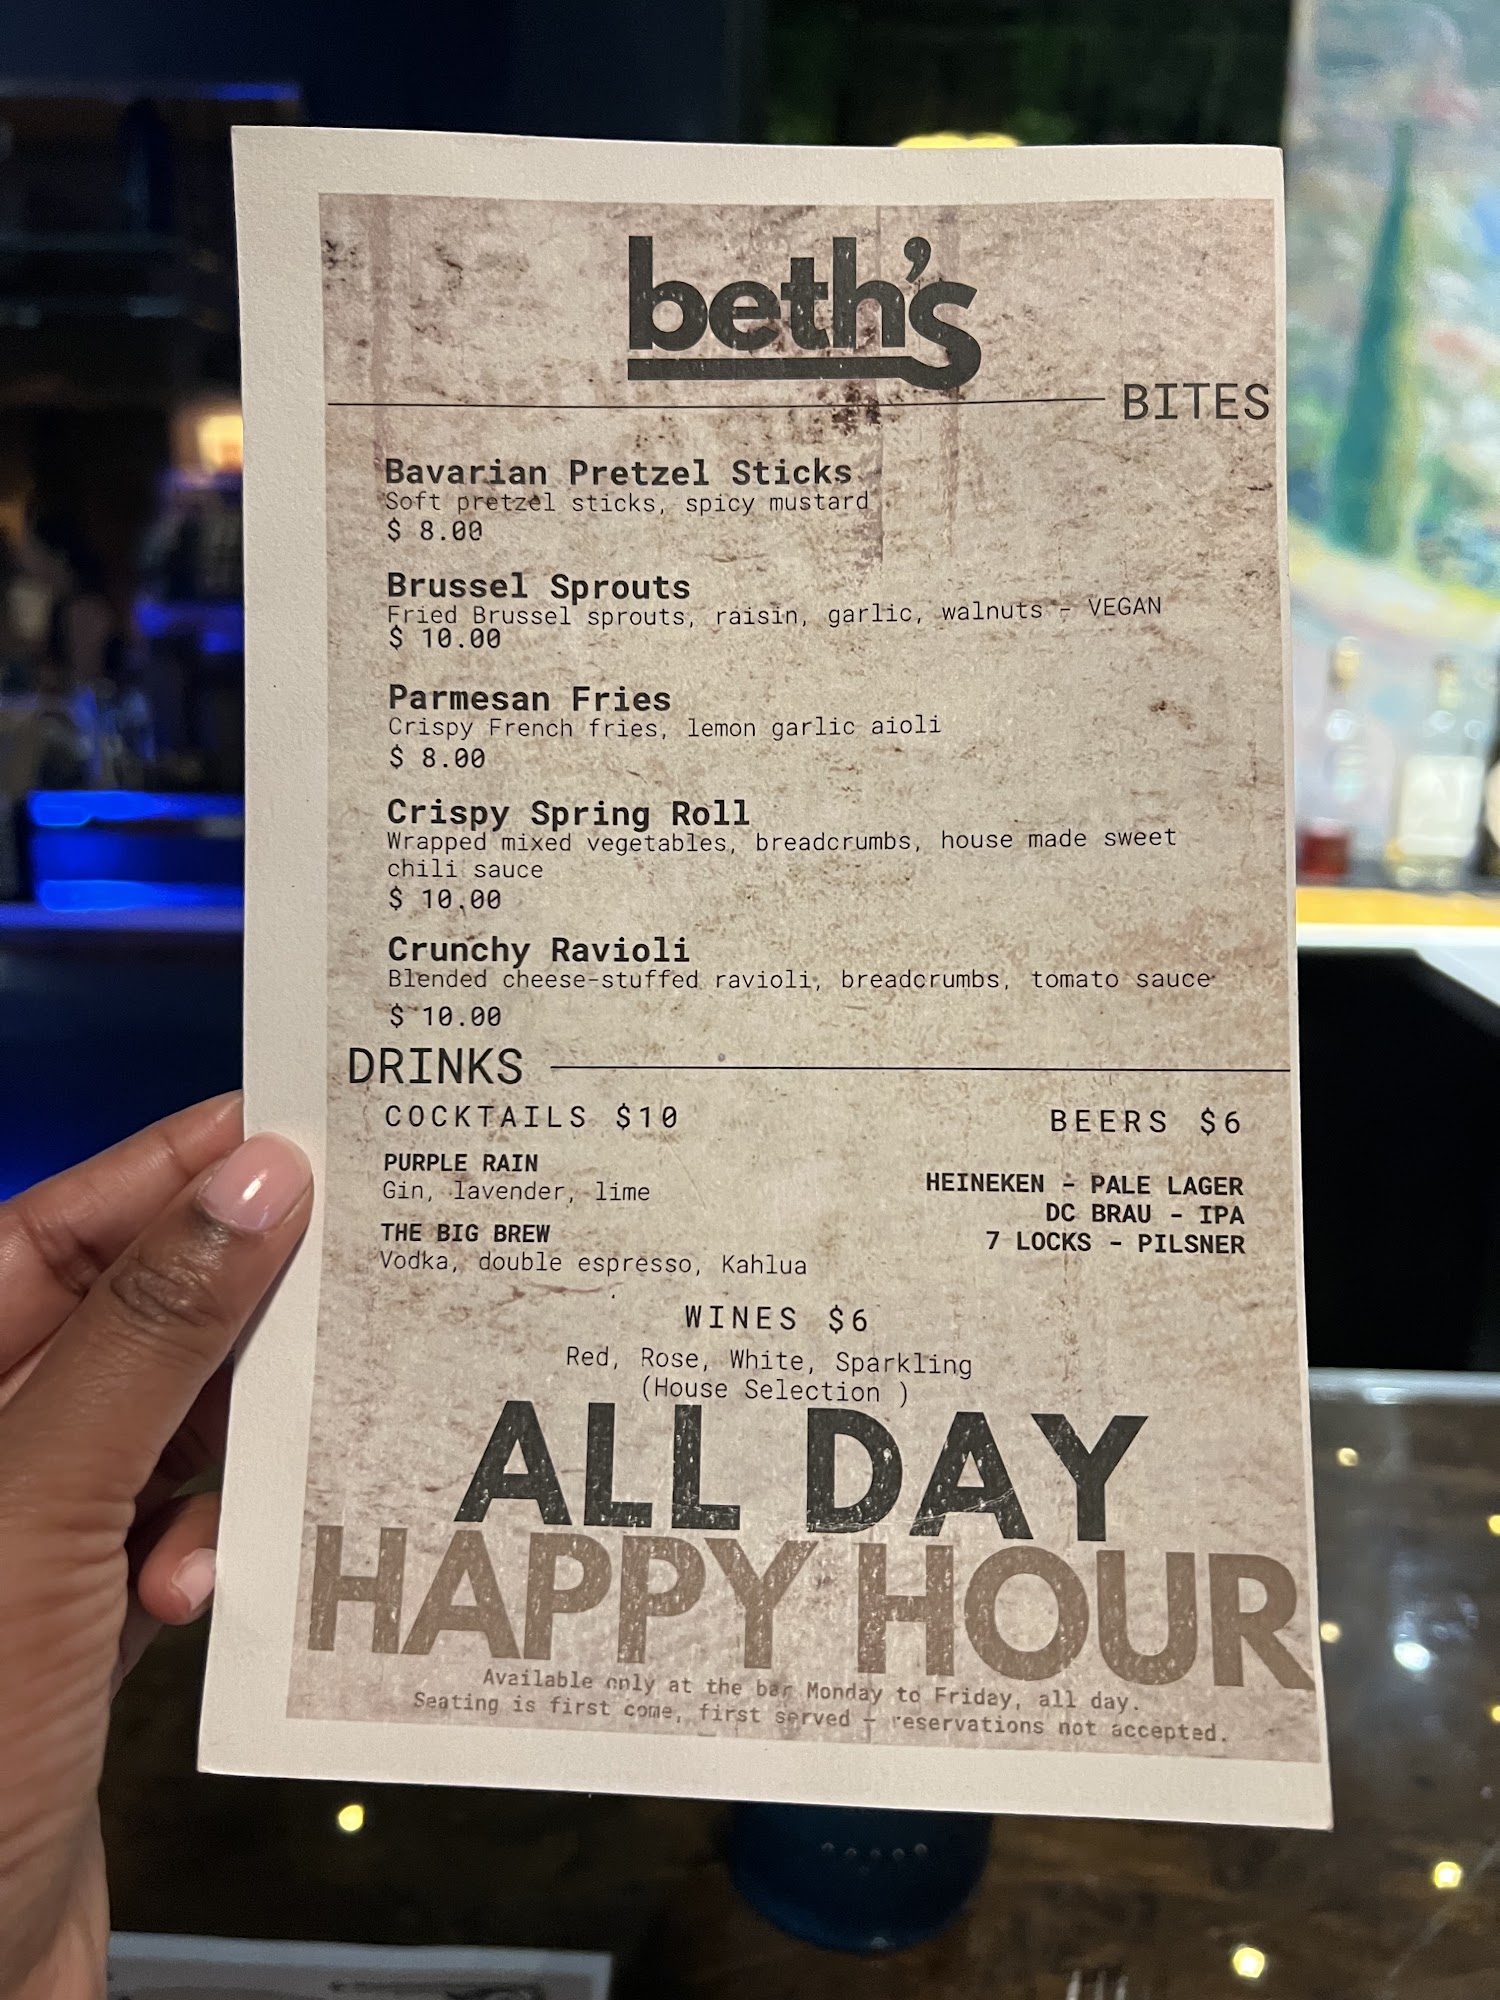 beth's
BITES
Bavarian Pretzel Sticks
Soft pretzel sticks, spicy mustard
$ 8.00
Brussel Sprouts
Fried Brussel sprouts, raisin, garlic, walnuts - VEGAN
$ 10.00
Parmesan Fries
Crispy French fries, lemon garlic aioli
$ 8.00
Crispy Spring Roll
Wrapped mixed vegetables, breadcrumbs, house made sweet
chili sauce
$ 10.00
Crunchy Ravioli
Blended cheese-stuffed ravioli, breadcrumbs, tomato sauce
$ 10.00
DRINKS
COCKTAILS $10
PURPLE RAIN
Gin, lavender, lime
THE BIG BREW
Vodka, double espresso, Kahlua
BEERS $6
HEINEKEN - PALE LAGER
DC BRAU - IPA
7 LOCKS - PILSNER
WINES $6
Red, Rose, White, Sparkling
(House Selection )
ALL DAY
HAPPY HOUR
Available only at the bar Monday to Friday, all day.
Seating is first come, first served - reservations not accepted.